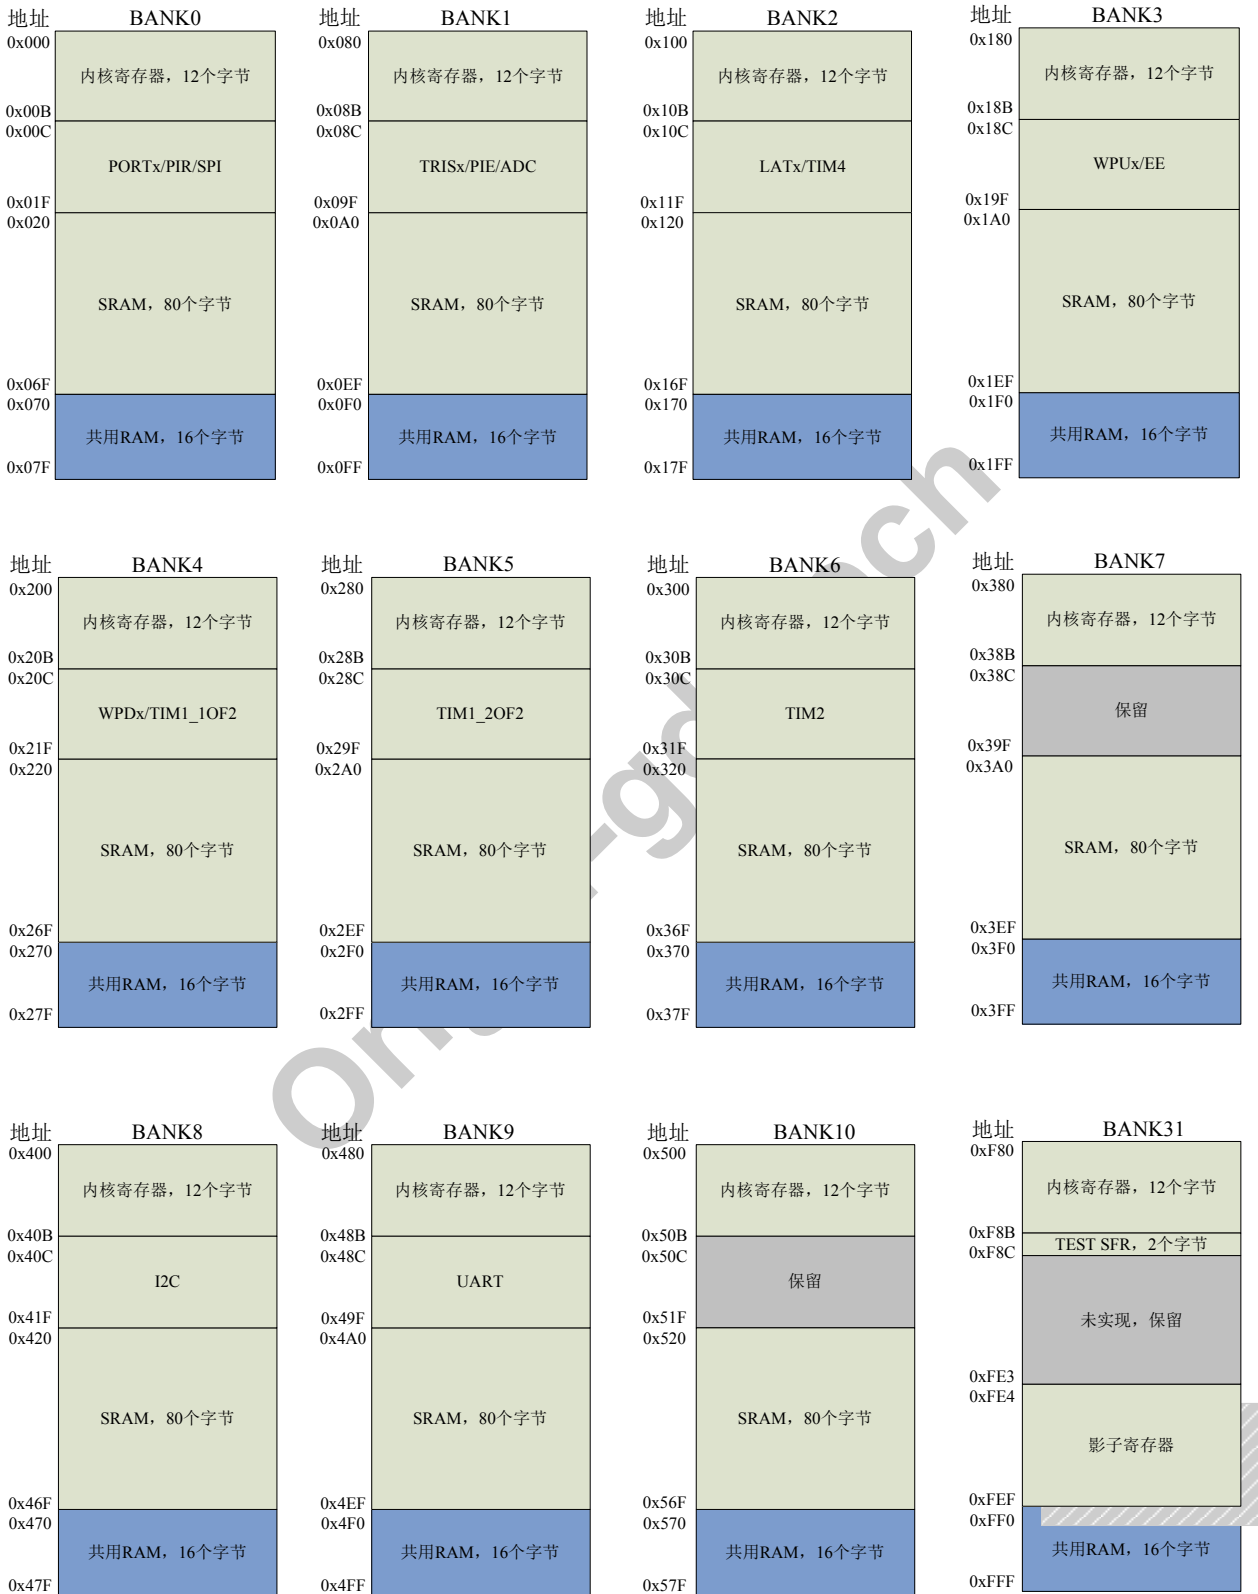 地址 BANK0
0x000
内核寄存器，12个字节
0x00B
0x00C
PORTx/PIR/SPI
0x01F
0x020
SRAM，80个字节
0x06F
0x070
共用RAM，16个字节
0x07F
地址 BANK1
0x080
内核寄存器，12个字节
0x08B
0x08C
TRISx/PIE/ADC
0x09F
0x0A0
SRAM，80个字节
0x0EF
0x0F0
共用RAM，16个字节
0x0FF
地址 BANK2
0x100
内核寄存器，12个字节
0x10B
0x10C
LATx/TIM4
0x11F
0x120
SRAM，80个字节
0x16F
0x170
共用RAM，16个字节
0x17F
地址 BANK3
0x180
内核寄存器，12个字节
0x18B
0x18C
WPUx/EE
0x19F
0x1A0
SRAM，80个字节
0x1EF
0x1F0
共用RAM，16个字节
0x1FF
地址 BANK4
0x200
内核寄存器，12个字节
0x20B
0x20C
WPDx/TIM1_1OF2
0x21F
0x220
SRAM，80个字节
0x26F
0x270
共用RAM，16个字节
0x27F
地址 BANK5
0x280
内核寄存器，12个字节
0x28B
0x28C
TIM1_2OF2
0x29F
0x2A0
SRAM，80个字节
0x2EF
0x2F0
共用RAM，16个字节
0x2FF
地址 BANK6
0x300
内核寄存器，12个字节
0x30B
0x30C
TIM2
0x31F
0x320
SRAM，80个字节
0x36F
0x370
共用RAM，16个字节
0x37F
地址 BANK7
0x380
内核寄存器，12个字节
0x38B
0x38C
保留
0x39F
0x3A0
SRAM，80个字节
0x3EF
0x3F0
共用RAM，16个字节
0x3FF
地址 BANK8
0x400
内核寄存器，12个字节
0x40B
0x40C
I2C
0x41F
0x420
SRAM，80个字节
0x46F
0x470
共用RAM，16个字节
0x47F
地址 BANK9
0x480
内核寄存器，12个字节
0x48B
0x48C
UART
0x49F
0x4A0
SRAM，80个字节
0x4EF
0x4F0
共用RAM，16个字节
0x4FF
地址 BANK10
0x500
内核寄存器，12个字节
0x50B
0x50C
保留
0x51F
0x520
SRAM，80个字节
0x56F
0x570
共用RAM，16个字节
0x57F
地址 BANK31
0xF80
内核寄存器，12个字节
0xF8B
TEST SFR，2个字节
0xF8C
未实现，保留
0xFE3
0xFE4
影子寄存器
0xFEF
0xFF0
共用RAM，16个字节
0xFFF